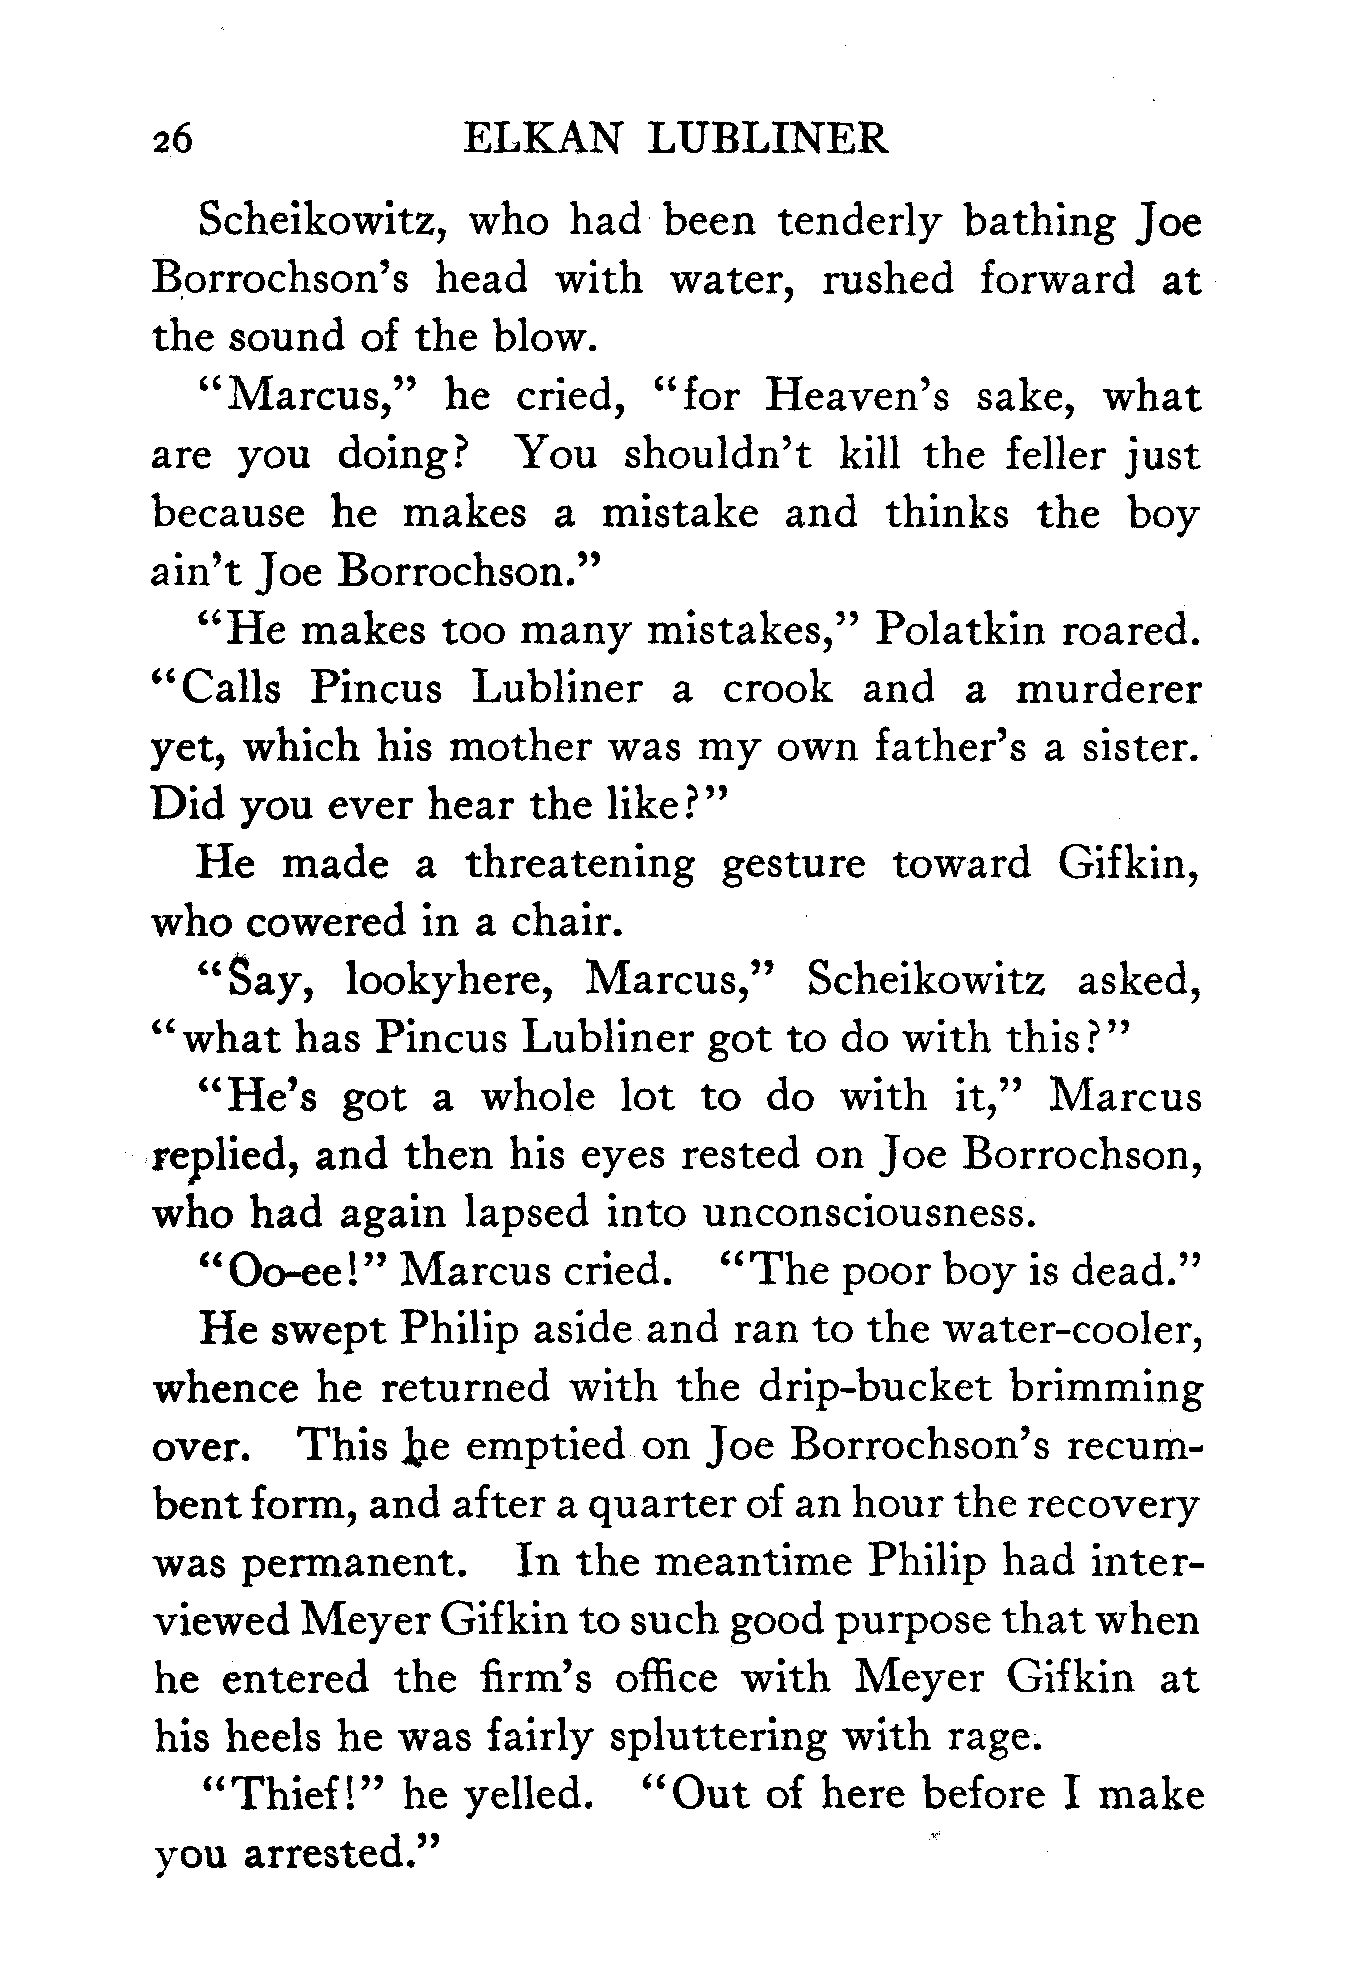 26 ELKAN LUBLINER
Scheikowitz, who had been tenderly bathing Joe
Borrochson's head with water, rushed forward at
the sound of the blow.
"Marcus," he cried, "for Heaven's sake, what
are you doing? You shouldn't kill the feller just
because he makes a mistake and thinks the boy
ain't Joe Borrochson."
"He makes too many mistakes," Polatkin roared.
"Calls Pincus Lubliner a crook and a murderer
yet, which his mother was my own father's a sister.
Did you ever hear the like?"
He made a threatening gesture toward Gifkin,
who cowered in a chair.
"Say, lookyhere, Marcus," Scheikowitz asked,
"what has Pincus Lubliner got to do with this?"
"He's got a whole lot to do with it," Marcus
replied, and then his eyes rested on Joe Borrochson,
who had again lapsed into unconsciousness.
"Oo-ee!" Marcus cried. "The poor boy is dead."
He swept Philip aside and ran to the water-cooler,
whence he returned with the drip-bucket brimming
over. This he emptied on Joe Borrochson's recum-
bent form, and after a quarter of an hour the recovery
was permanent. In the meantime Philip had inter-
viewed Meyer Gifkin to such good purpose that when
he entered the firm's office with Meyer Gifkin at
his heels he was fairly spluttering with rage.
"Thief!" he yelled. "Out of here before I make
you arrested."